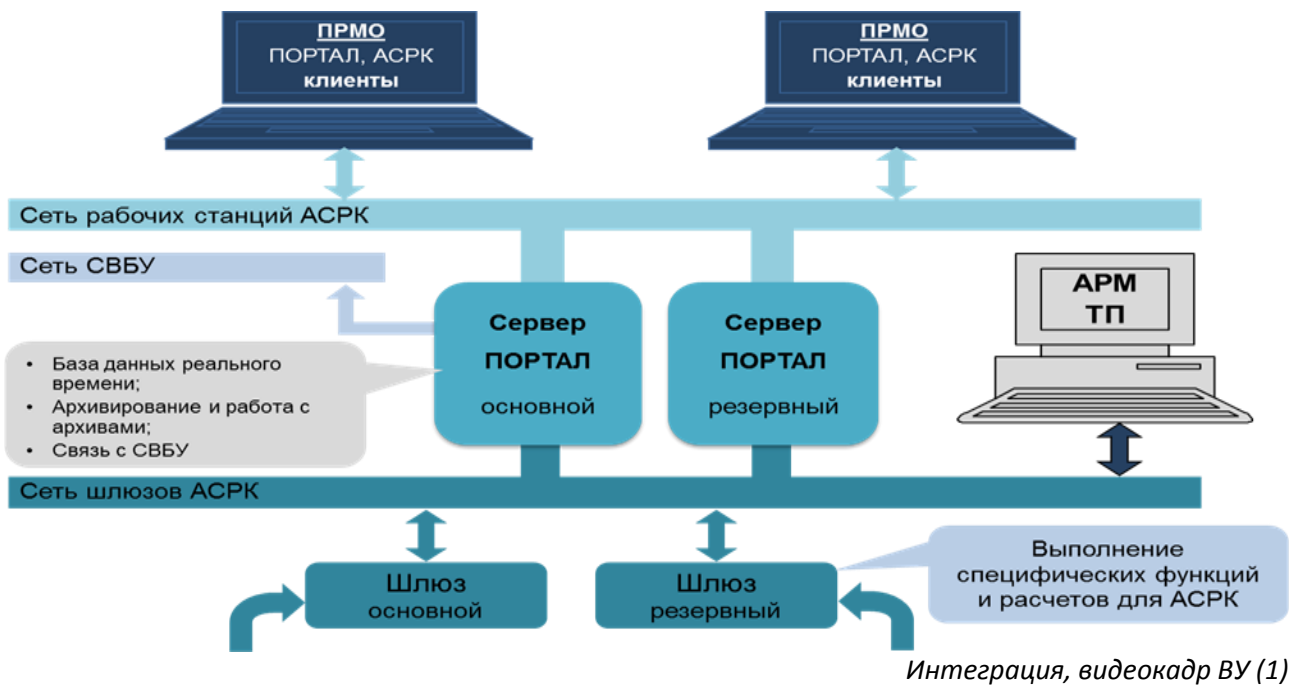 ПРМО
ПОРТАЛ, АСРК
клиенты
ПРМО
ПОРТАЛ, АСРК
клиенты
Сеть рабочих станций АСРК
Сеть СВБУ
Сервер
ПОРТАЛ
основной
Сервер
ПОРТАЛ
резервный
АРМ
ТП
• База данных реального
времени;
• Архивирование и работа с
архивами;
• Связь с СВБУ
Сеть шлюзов АСРК
Шлюз
основной
Шлюз
резервный
Выполнение
специфических функций
и расчетов для АСРК
Интеграция, видеокадр ВУ (1)